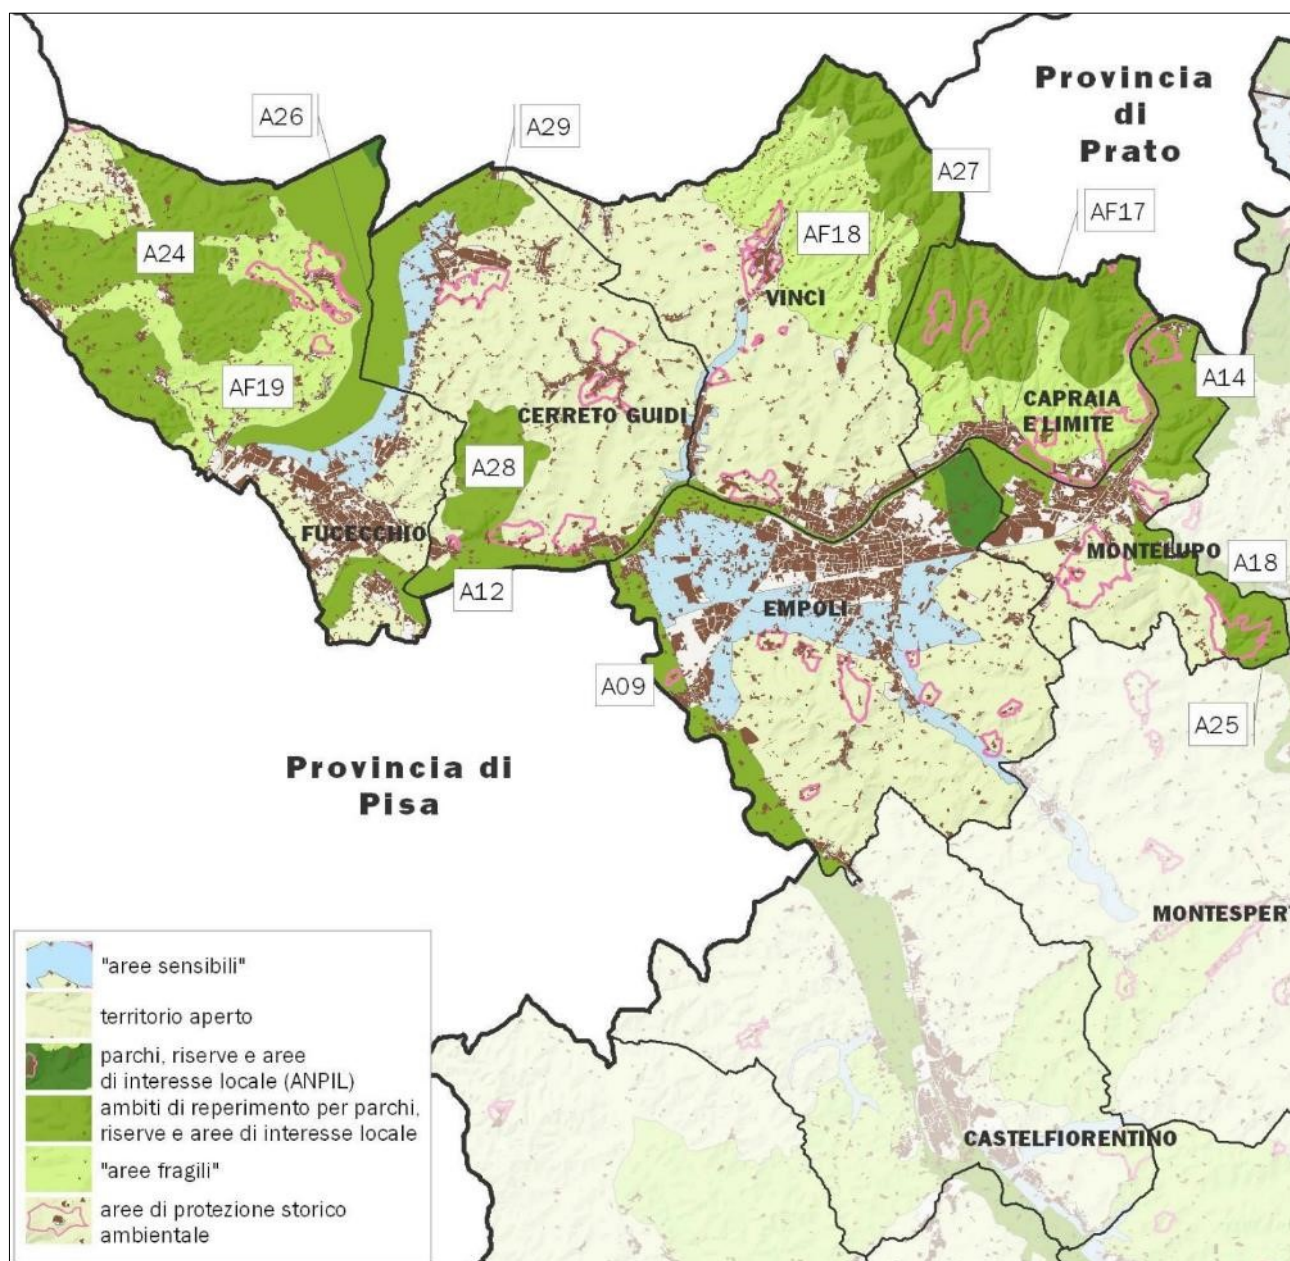 Provincia
di
Prato
A26
A29
A27
AF17
AF18
A24
VINCI
A14
AF19
CAPRAIA
E LIMITE
CERRETO GUIDI
A28
FUCECCHIO
MONTELUPO
A18
A12
EMPOLI
A09
A25
Provincia di
Pisa
MONTESPERT
CASTELFIORENTINO
"aree sensibili"
territorio aperto
parchi, riserve e aree
di interesse locale (ANPIL)
ambiti di reperimento per parchi,
riserve e aree di interesse locale
"aree fragili"
aree di protezione storico
ambientale